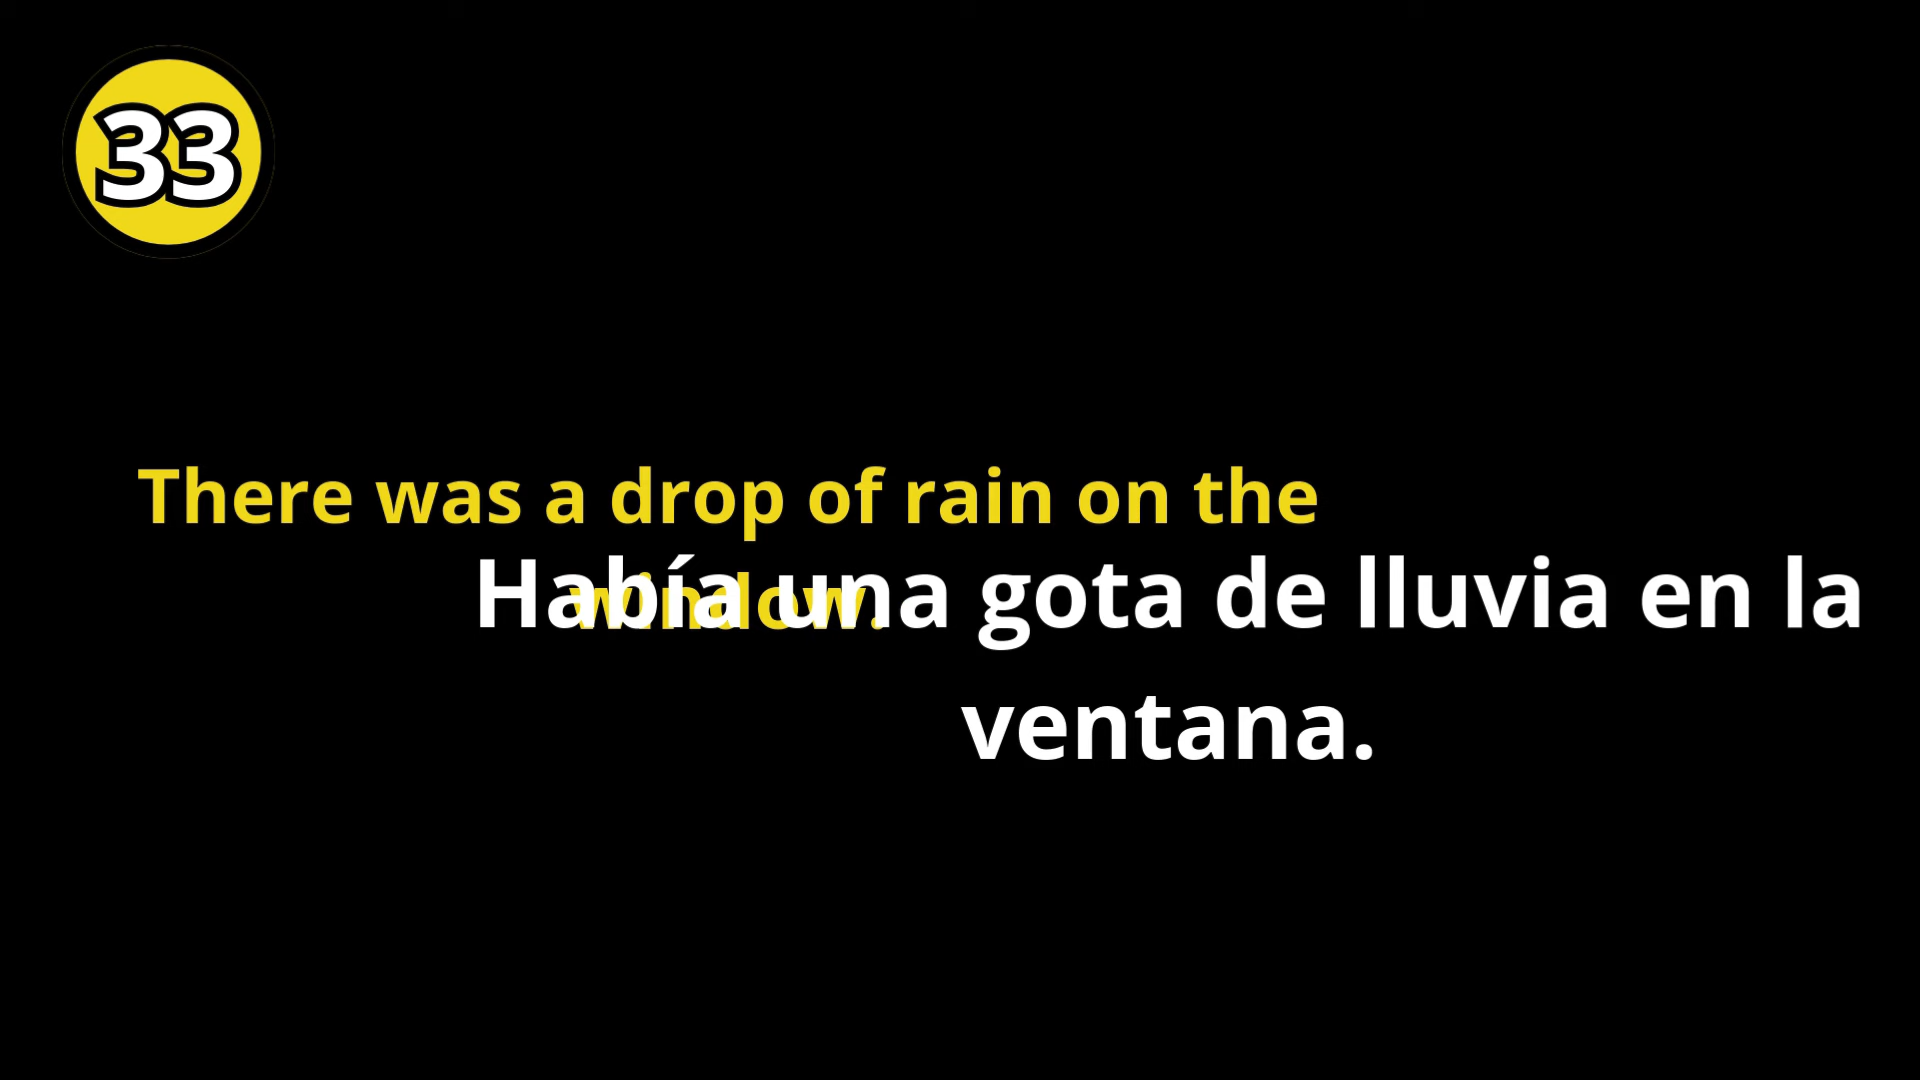 33
There was a drop of rain on the
window.
Había una gota de lluvia en la
ventana.